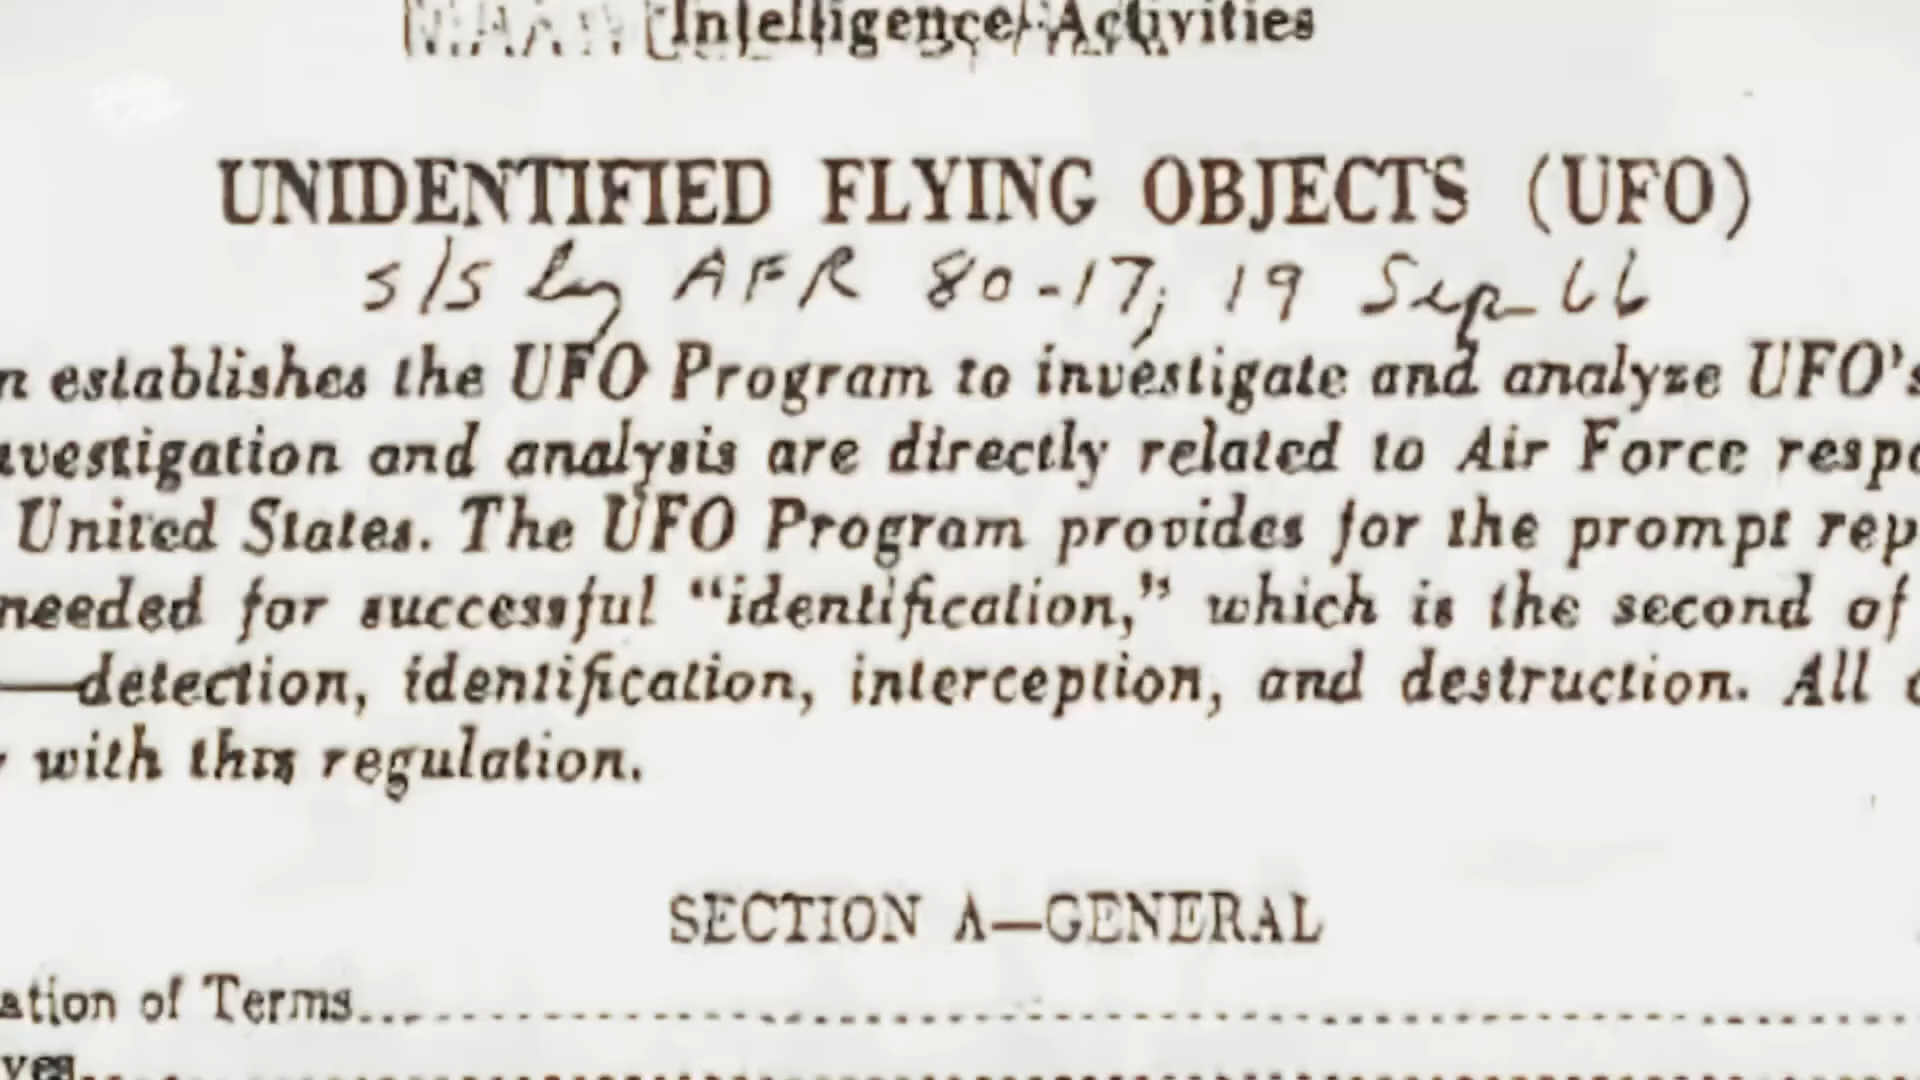 Intelligence Activities
UNIDENTIFIED FLYING OBJECTS (UFO)
s/s by AFR 80-17, 19 Sep 66
n establishes the UFO Program to investigate and analyze UFO's
nvestigation and analysis are directly related to Air Force respo
United States. The UFO Program provides for the prompt rep
needed for successful "identification," which is the second of
—detection, identification, interception, and destruction. All
with this regulation.
SECTION A—GENERAL
ation of Terms
ves